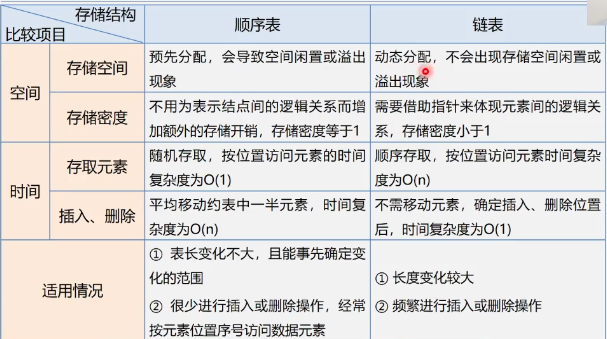 存储结构
比较项目
顺序表
链表
空间
存储空间
预先分配，会导致空间闲置或溢出
现象
动态分配，不会出现存储空间闲置或
溢出现象
存储密度
不用为表示结点间的逻辑关系而增
加额外的存储开销，存储密度等于1
需要借助指针来体现元素间的逻辑关
系，存储密度小于1
时间
存取元素
随机存取，按位置访问元素的时间
复杂度为O(1)
顺序存取，按位置访问元素时间复杂
度为O(n)
插入、删除
平均移动约表中一半元素，时间复
杂度为O(n)
不需移动元素，确定插入、删除位置
后，时间复杂度为O(1)
适用情况
① 表长变化不大，且能事先确定变
化的范围
② 很少进行插入或删除操作，经常
按元素位置序号访问数据元素
① 长度变化较大
② 频繁进行插入或删除操作